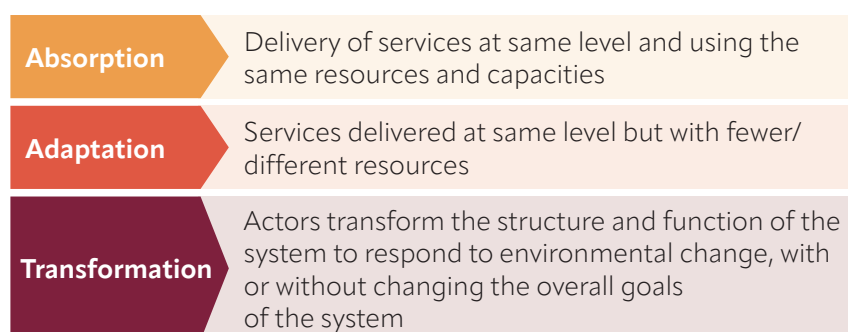 Absorption
Delivery of services at same level and using the
same resources and capacities
Adaptation
Services delivered at same level but with fewer/
different resources
Transformation
Actors transform the structure and function of the
system to respond to environmental change, with
or without changing the overall goals
of the system